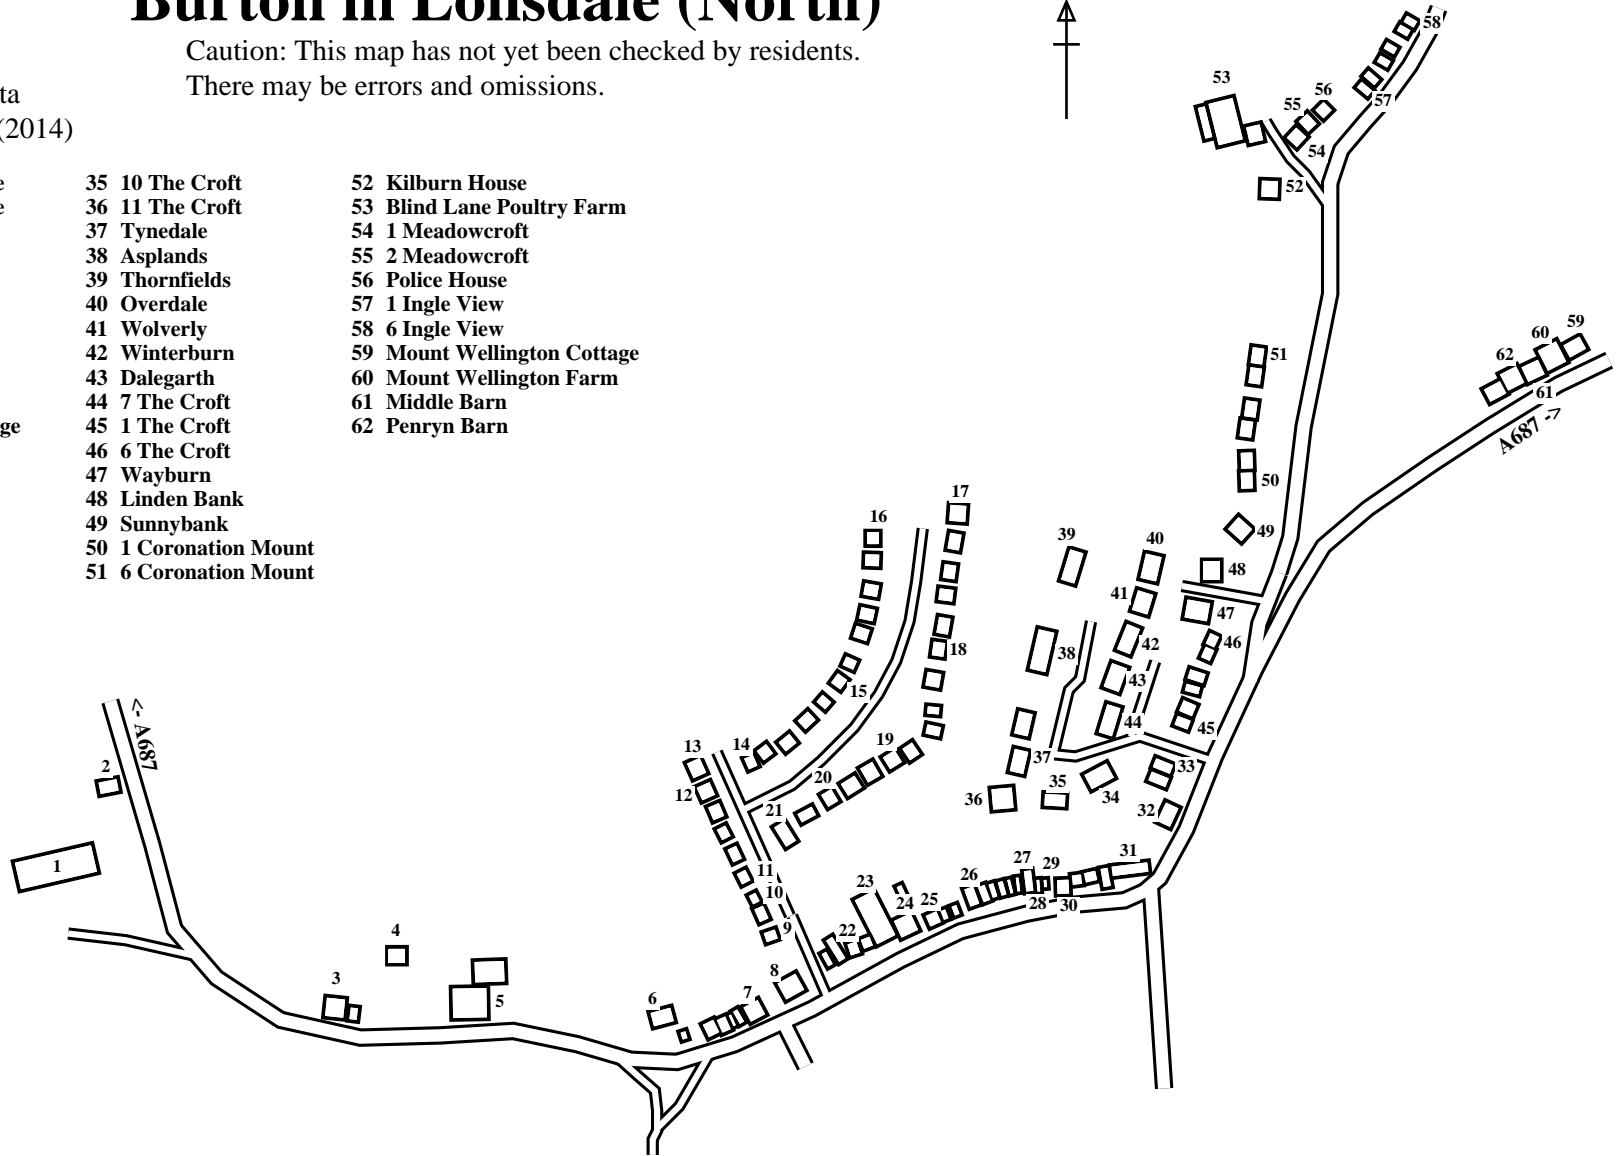 Burton in Lonsdale (North)
Caution: This map has not yet been checked by residents.
There may be errors and omissions.
ta
(2014)
e
e
ge
35 10 The Croft
36 11 The Croft
37 Tynedale
38 Asplands
39 Thornfields
40 Overdale
41 Wolverly
42 Winterburn
43 Dalegarth
44 7 The Croft
45 1 The Croft
46 6 The Croft
47 Wayburn
48 Linden Bank
49 Sunnybank
50 1 Coronation Mount
51 6 Coronation Mount
52 Kilburn House
53 Blind Lane Poultry Farm
54 1 Meadowcroft
55 2 Meadowcroft
56 Police House
57 1 Ingle View
58 6 Ingle View
59 Mount Wellington Cottage
60 Mount Wellington Farm
61 Middle Barn
62 Penryn Barn
58
53
56
57
55
54
52
59
60
62
61
A687 ->
51
50
49
48
47
46
45
17
16
39
40
41
42
38
43
44
18
15
19
20
14
13
12
21
37
36
35
34
33
32
<- A687
2
1
11
10
9
31
27
29
26
28
30
23
24
25
22
4
3
5
6
7
8